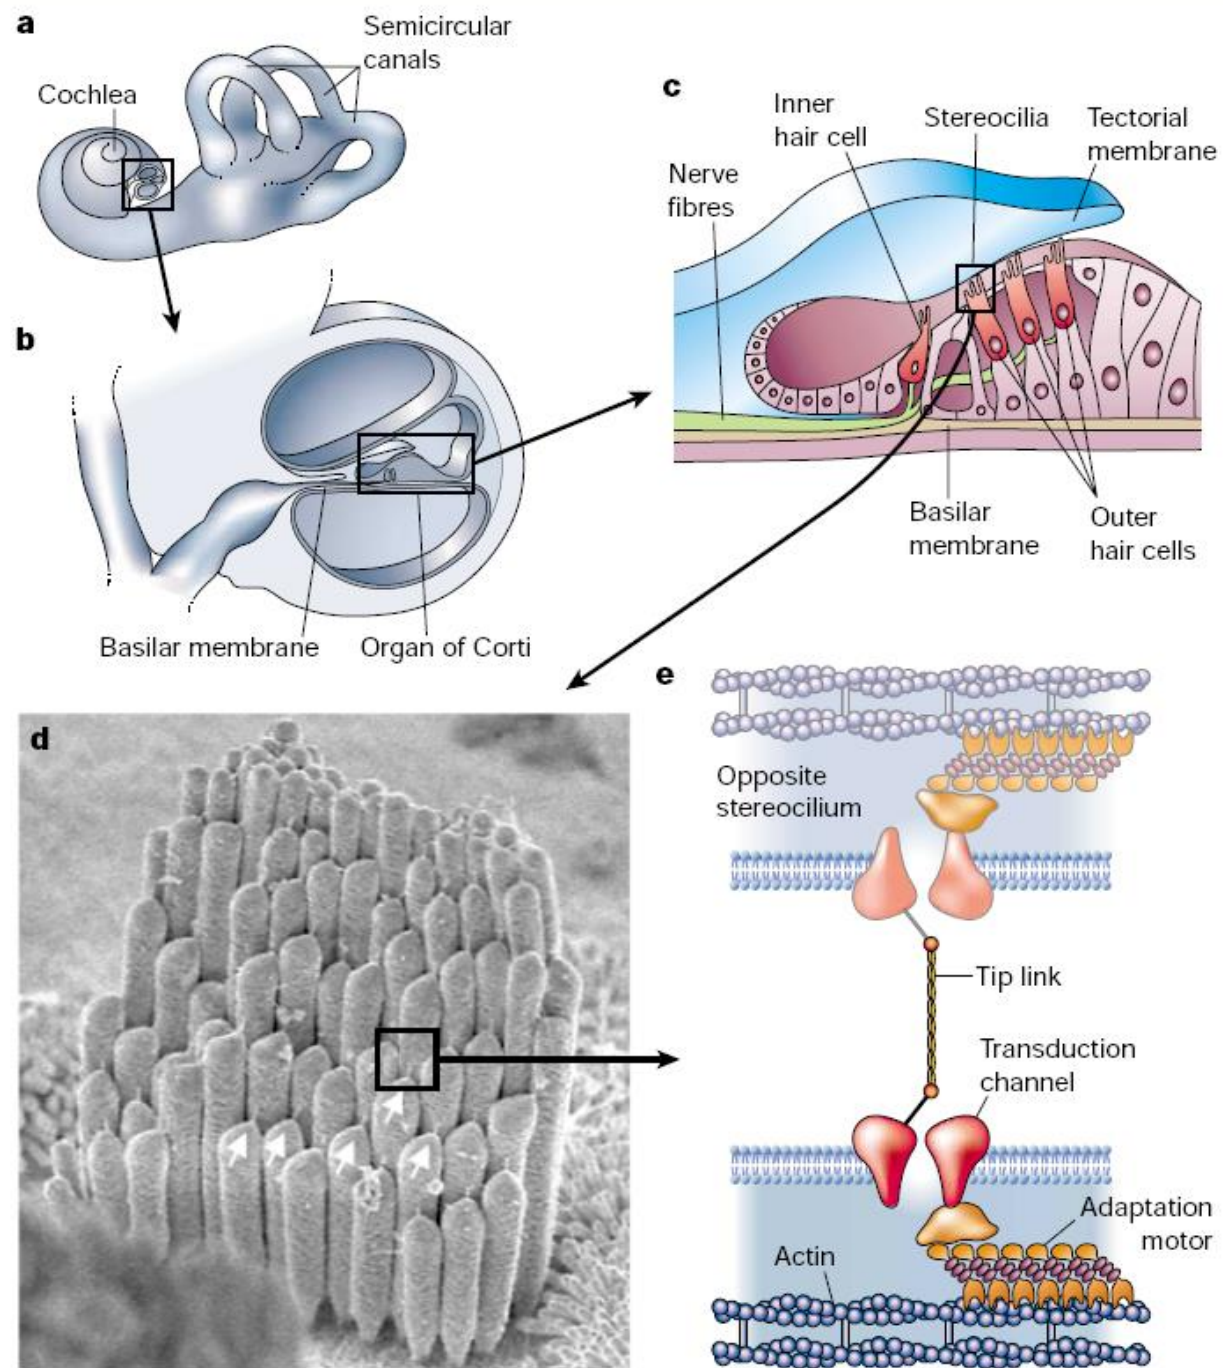 a
Semicircular
canals
Cochlea
b
Basilar membrane
Organ of Corti
c
Inner
hair cell
Stereocilia
Tectorial
membrane
Nerve
fibres
Basilar
membrane
Outer
hair cells
d
e
Opposite
stereocilium
Tip link
Transduction
channel
Adaptation
motor
Actin